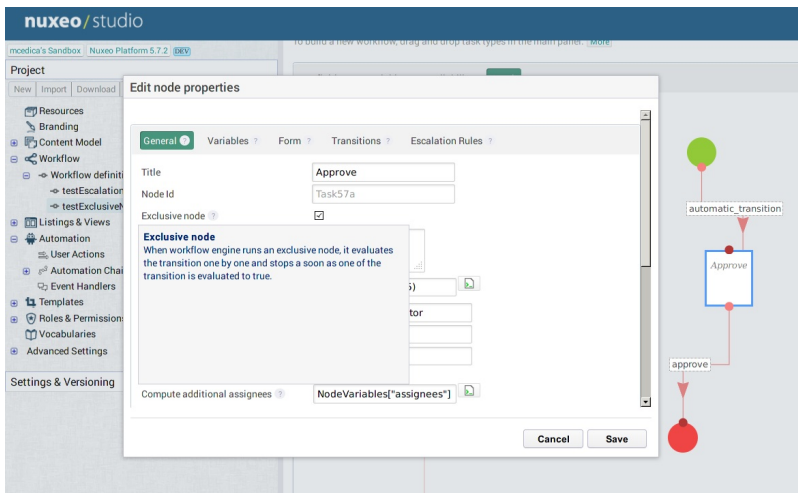 nuxeo/studio
To build a new workflow, drag and drop task types in the main panel. More
mcedica's Sandbox Nuxeo Platform 5.7.2 DEV
Project
New Import Download
Resources
Branding
Content Model
Workflow
Workflow definiti
testEscalation
testExclusiveN
Listings & Views
Automation
User Actions
Automation Chai
Event Handlers
Templates
Roles & Permission
Vocabularies
Advanced Settings
Settings & Versioning
Edit node properties
General ? Variables ? Form ? Transitions ? Escalation Rules ?
Title Approve
Node Id Task57a
Exclusive node ?
Exclusive node
When workflow engine runs an exclusive node, it evaluates
the transition one by one and stops a soon as one of the
transition is evaluated to true.
5)
tor
Compute additional assignees ? NodeVariables["assignees"]
Cancel Save
automatic_transition
Approve
approve